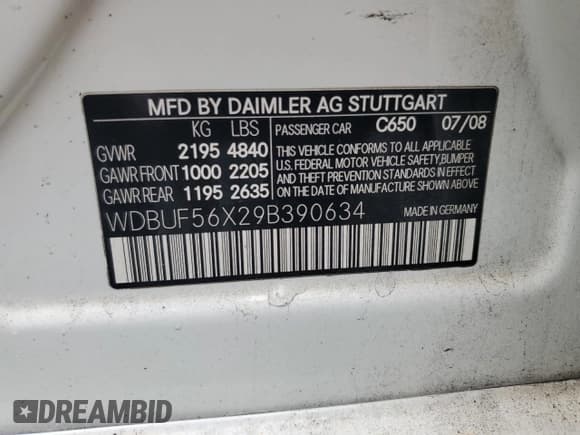 MFD BY DAIMLER AG STUTTGART
KG LBS PASSENGER CAR C650 07/08
GVWR 2195 4840
GAWR FRONT 1000 2205
GAWR REAR 1195 2635
THIS VEHICLE CONFORMS TO ALL APPLICABLE
U.S. FEDERAL MOTOR VEHICLE SAFETY, BUMPER
AND THEFT PREVENTION STANDARDS IN EFFECT
ON THE DATE OF MANUFACTURE SHOWN ABOVE.
WDBUF56X29B390634 MADE IN GERMANY
DREAMBID